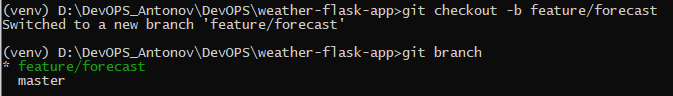 (venv) D:\DevOPS_Antonov\DevOPS\weather-flask-app>git checkout -b feature/forecast
Switched to a new branch 'feature/forecast'
(venv) D:\DevOPS_Antonov\DevOPS\weather-flask-app>git branch
* feature/forecast
  master